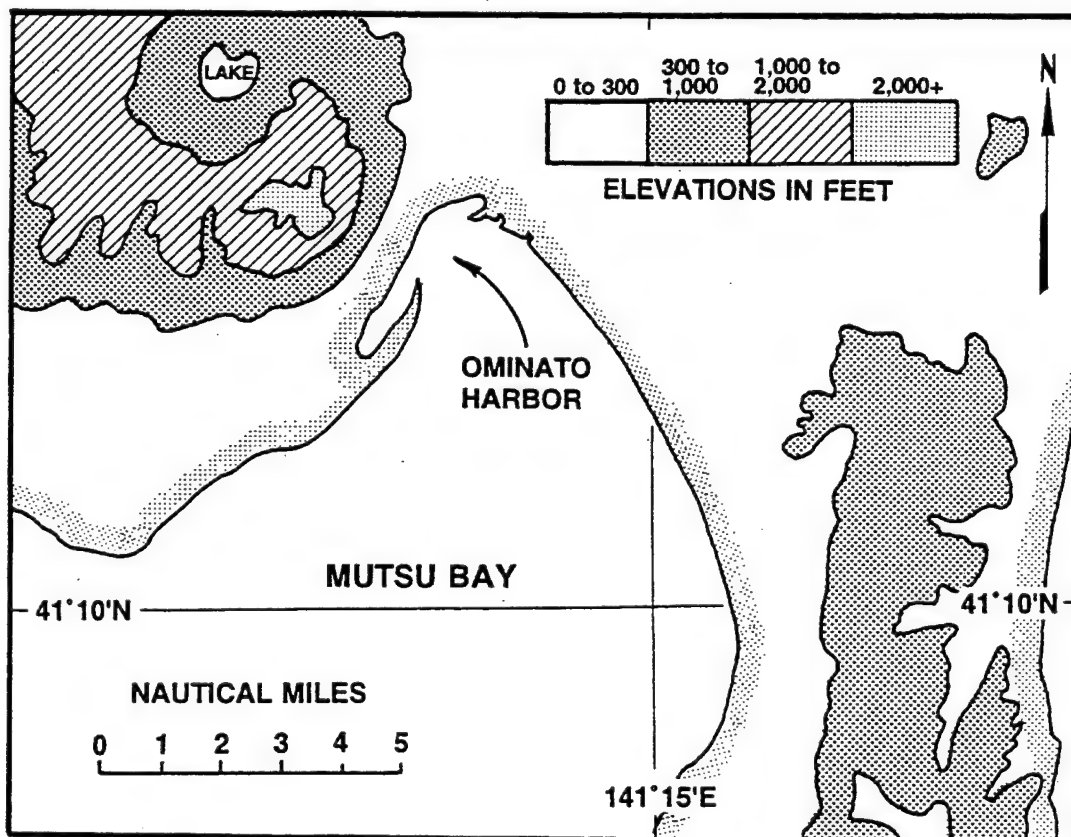 LAKE
0 to 300
300 to
1,000
1,000 to
2,000
2,000+
ELEVATIONS IN FEET
N
OMINATO
HARBOR
MUTSU BAY
41°10'N
41°10'N
NAUTICAL MILES
0 1 2 3 4 5
141°15'E